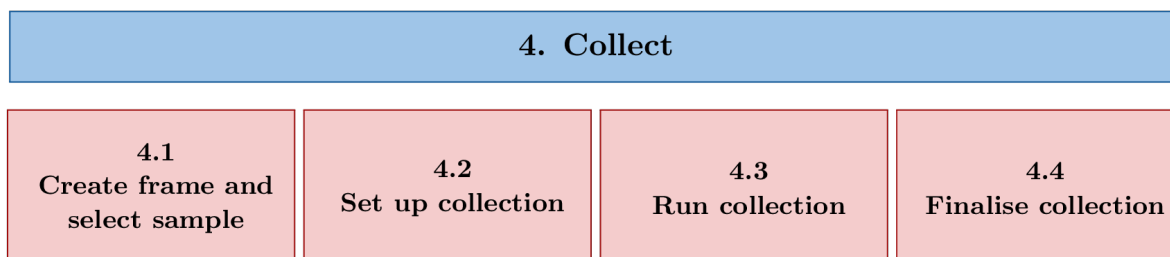 4. Collect
4.1
Create frame and
select sample
4.2
Set up collection
4.3
Run collection
4.4
Finalise collection